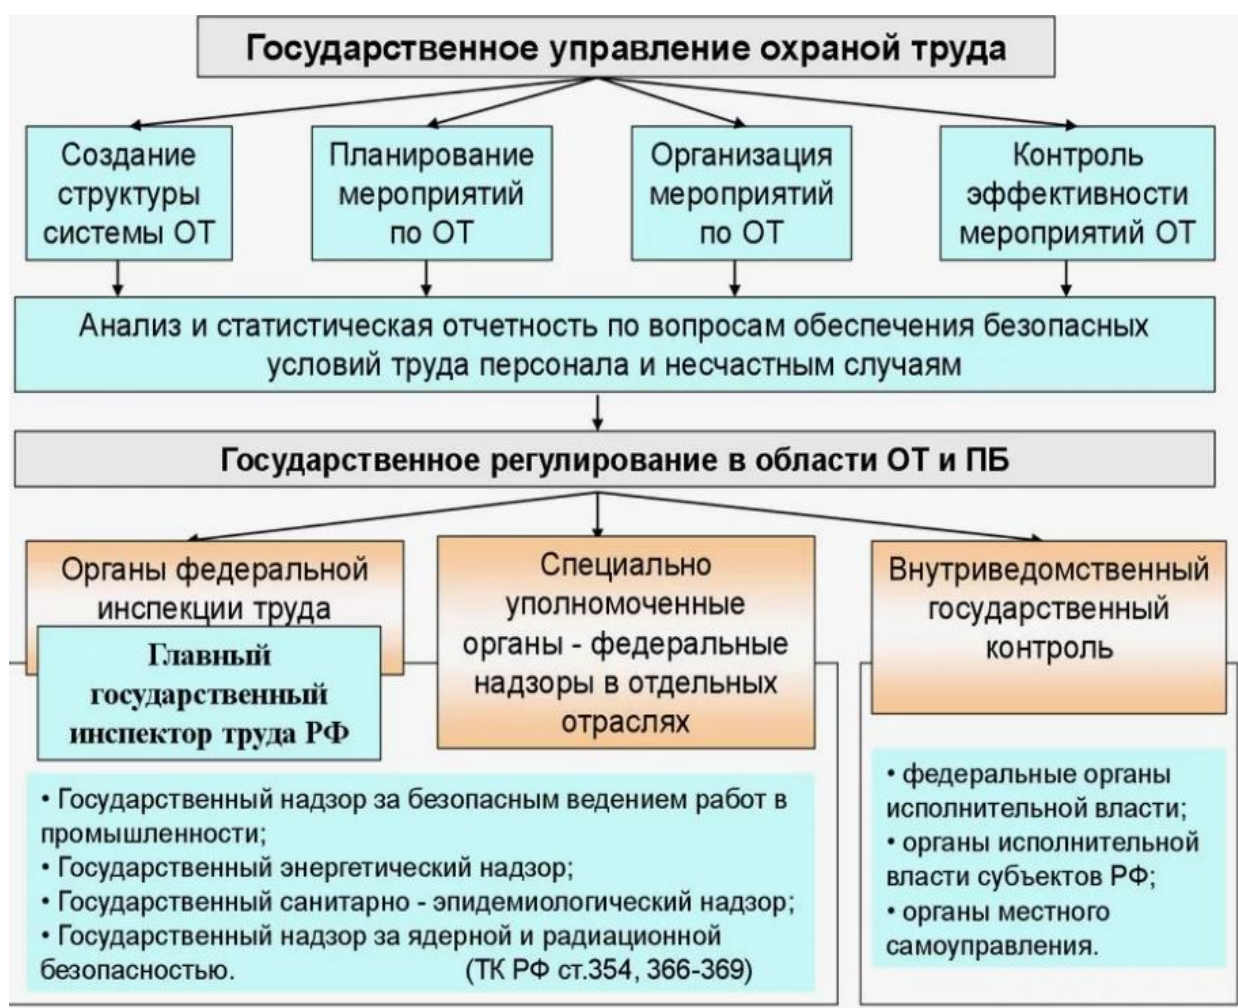 Государственное управление охраной труда
Создание
структуры
системы ОТ
Планирование
мероприятий
по ОТ
Организация
мероприятий
по ОТ
Контроль
эффективности
мероприятий ОТ
Анализ и статистическая отчетность по вопросам обеспечения безопасных
условий труда персонала и несчастным случаям
Государственное регулирование в области ОТ и ПБ
Органы федеральной
инспекции труда
Главный
государственный
инспектор труда РФ
Специально
уполномоченные
органы - федеральные
надзоры в отдельных
отраслях
Внутриведомственный
государственный
контроль
• Государственный надзор за безопасным ведением работ в
промышленности;
• Государственный энергетический надзор;
• Государственный санитарно - эпидемиологический надзор;
• Государственный надзор за ядерной и радиационной
безопасностью. (ТК РФ ст.354, 366-369)
• федеральные органы
исполнительной власти;
• органы исполнительной
власти субъектов РФ;
• органы местного
самоуправления.